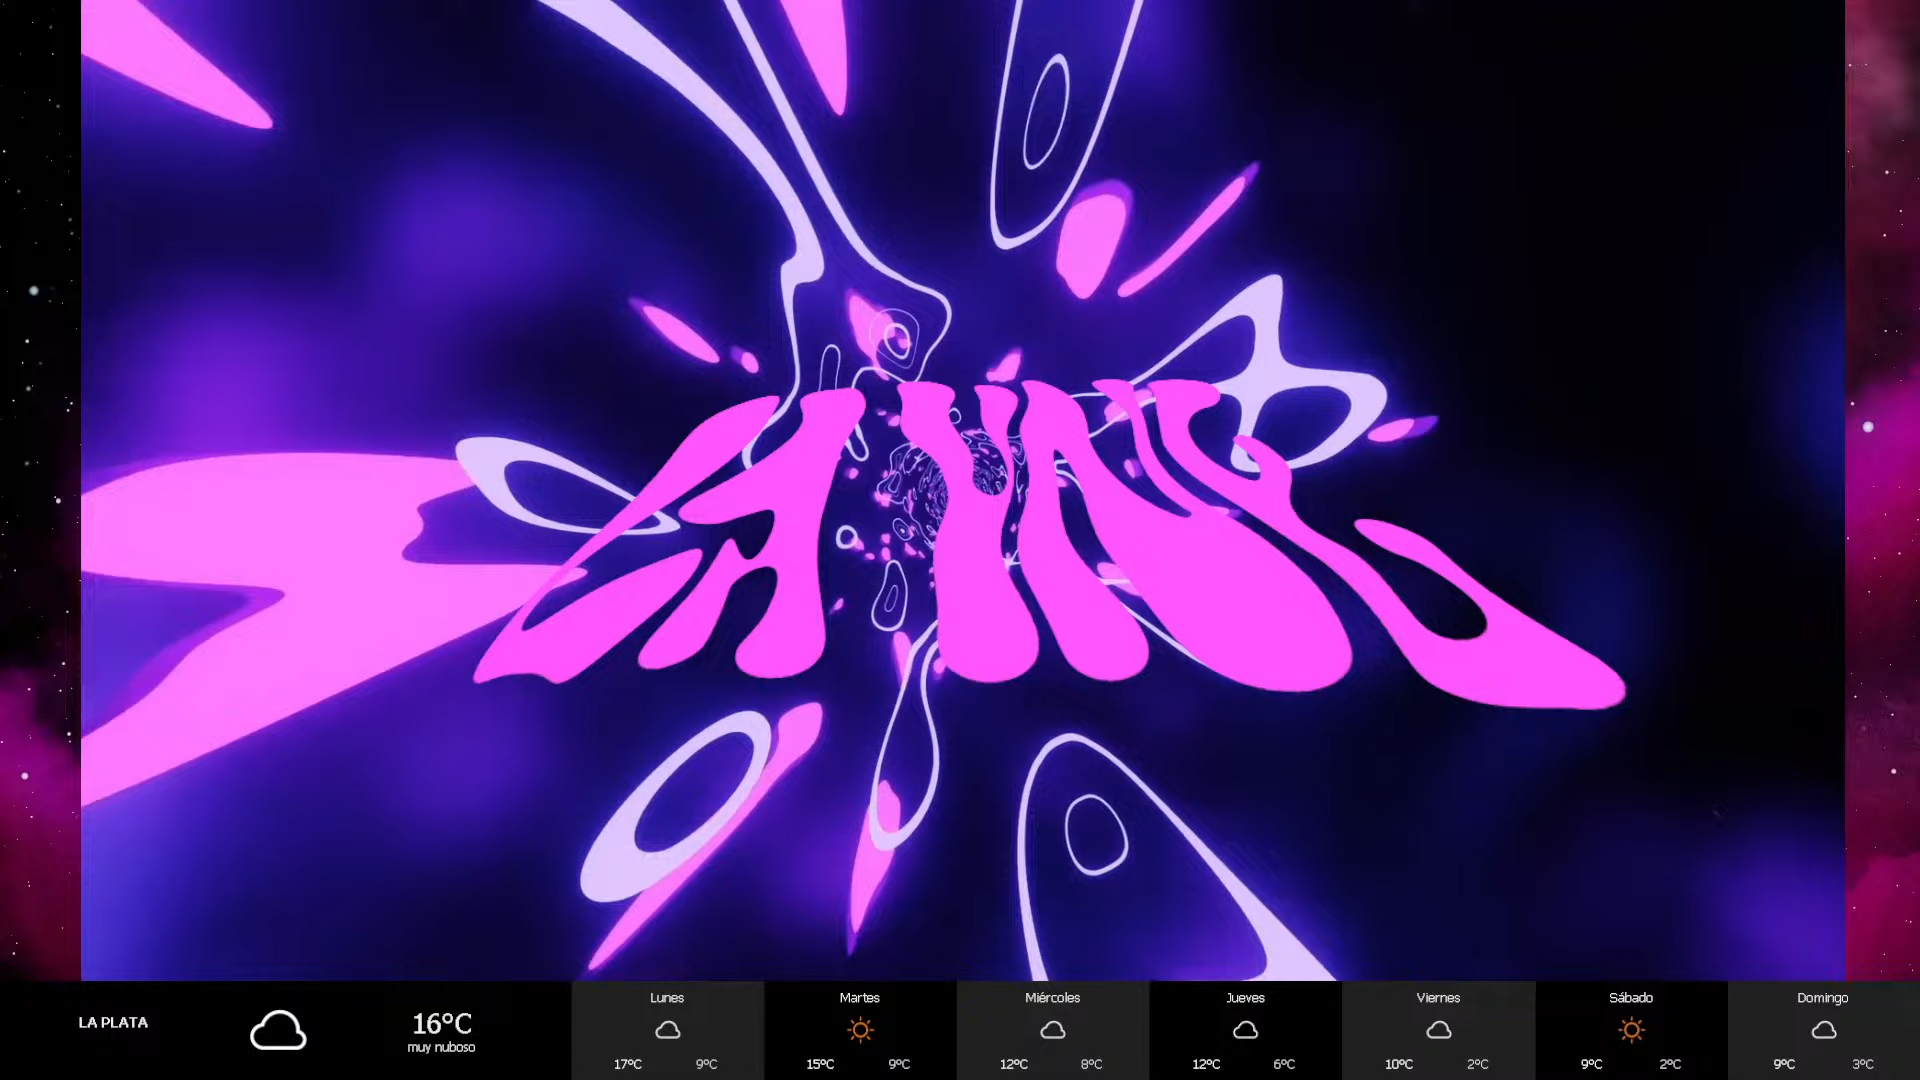 LA PLATA
16°C
muy nuboso
Lunes
17°C 9°C
Martes
15°C 9°C
Miércoles
12°C 8°C
Jueves
12°C 6°C
Viernes
10°C 2°C
Sábado
9°C 2°C
Domingo
9°C 3°C